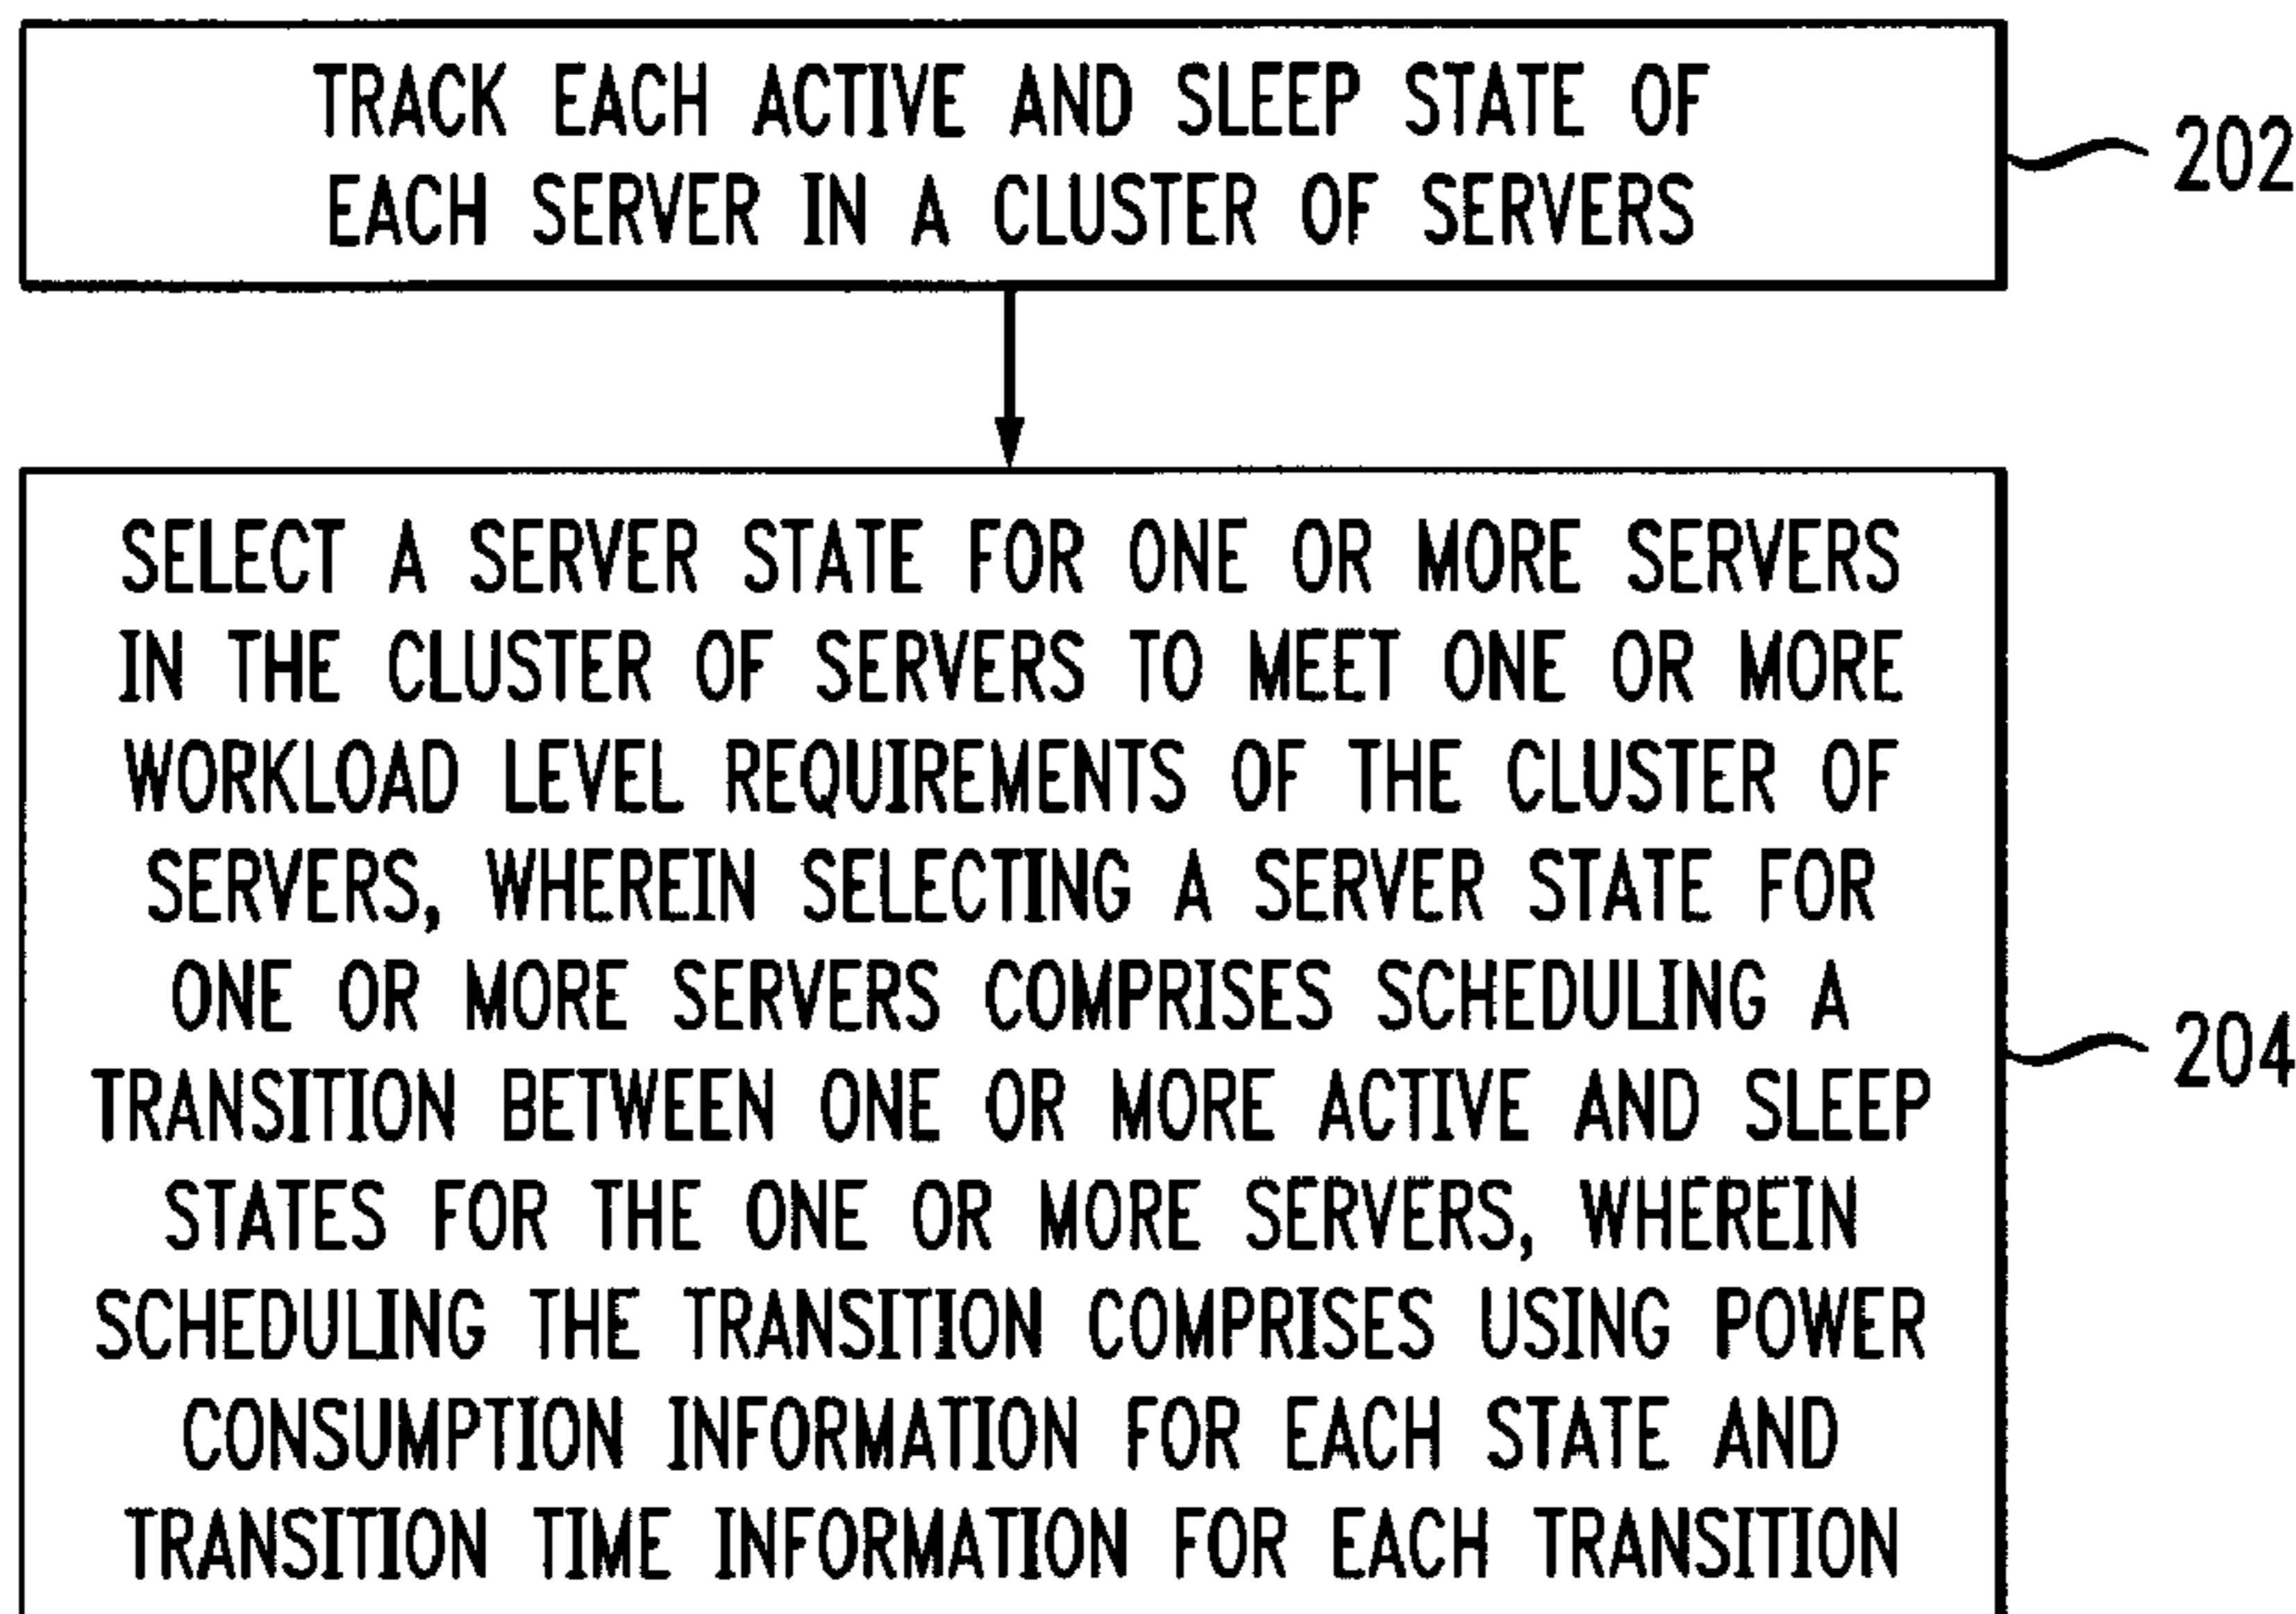 TRACK EACH ACTIVE AND SLEEP STATE OF
EACH SERVER IN A CLUSTER OF SERVERS
202
SELECT A SERVER STATE FOR ONE OR MORE SERVERS
IN THE CLUSTER OF SERVERS TO MEET ONE OR MORE
WORKLOAD LEVEL REQUIREMENTS OF THE CLUSTER OF
SERVERS, WHEREIN SELECTING A SERVER STATE FOR
ONE OR MORE SERVERS COMPRISES SCHEDULING A
TRANSITION BETWEEN ONE OR MORE ACTIVE AND SLEEP
STATES FOR THE ONE OR MORE SERVERS, WHEREIN
SCHEDULING THE TRANSITION COMPRISES USING POWER
CONSUMPTION INFORMATION FOR EACH STATE AND
TRANSITION TIME INFORMATION FOR EACH TRANSITION
204